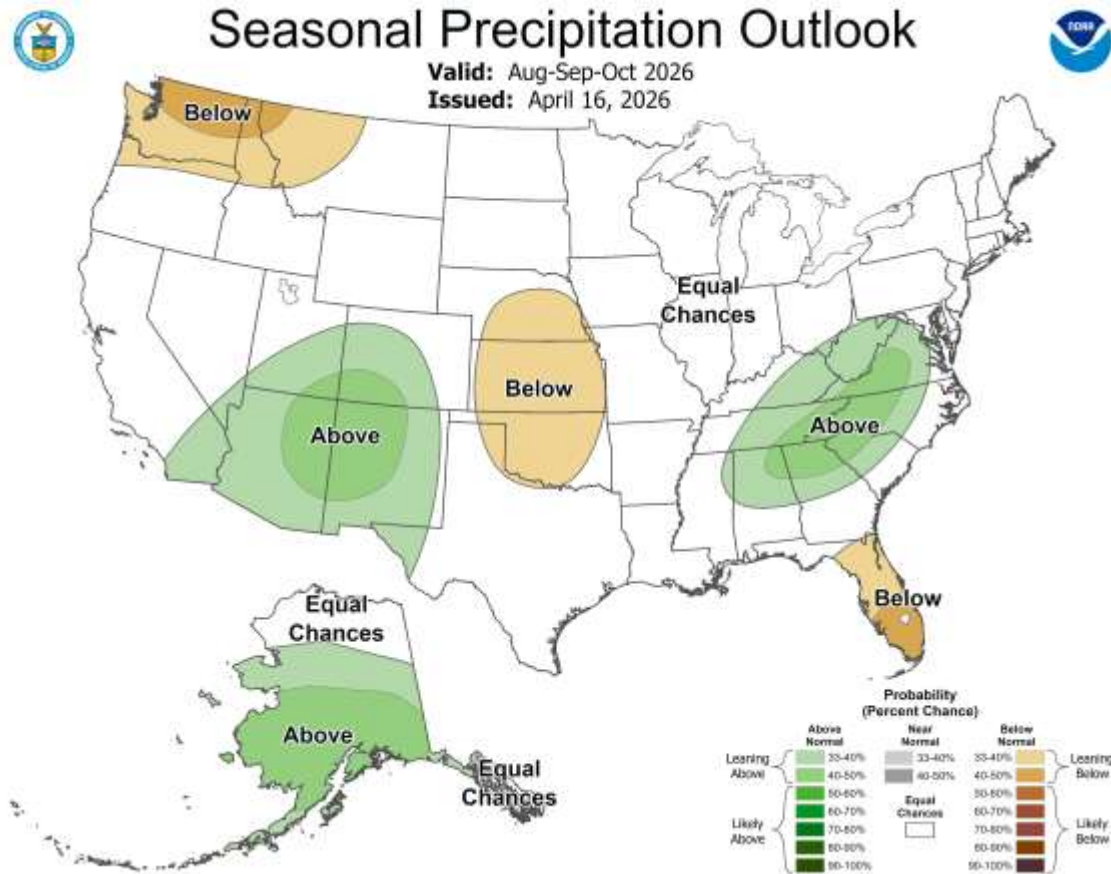 Seasonal Precipitation Outlook
Valid: Aug-Sep-Oct 2026
Issued: April 16, 2026
NOAA
Below
Equal
Chances
Below
Above
Above
Below
Equal
Chances
Above
Equal
Chances
Probability
(Percent Chance)
Above
Normal
Near
Normal
Below
Normal
Leaning
Above
33-40%
40-50%
33-40%
40-50%
33-40%
40-50%
Leaning
Below
Likely
Above
50-60%
60-70%
70-80%
80-90%
90-100%
Equal
Chances
50-60%
60-70%
70-80%
80-90%
90-100%
Likely
Below